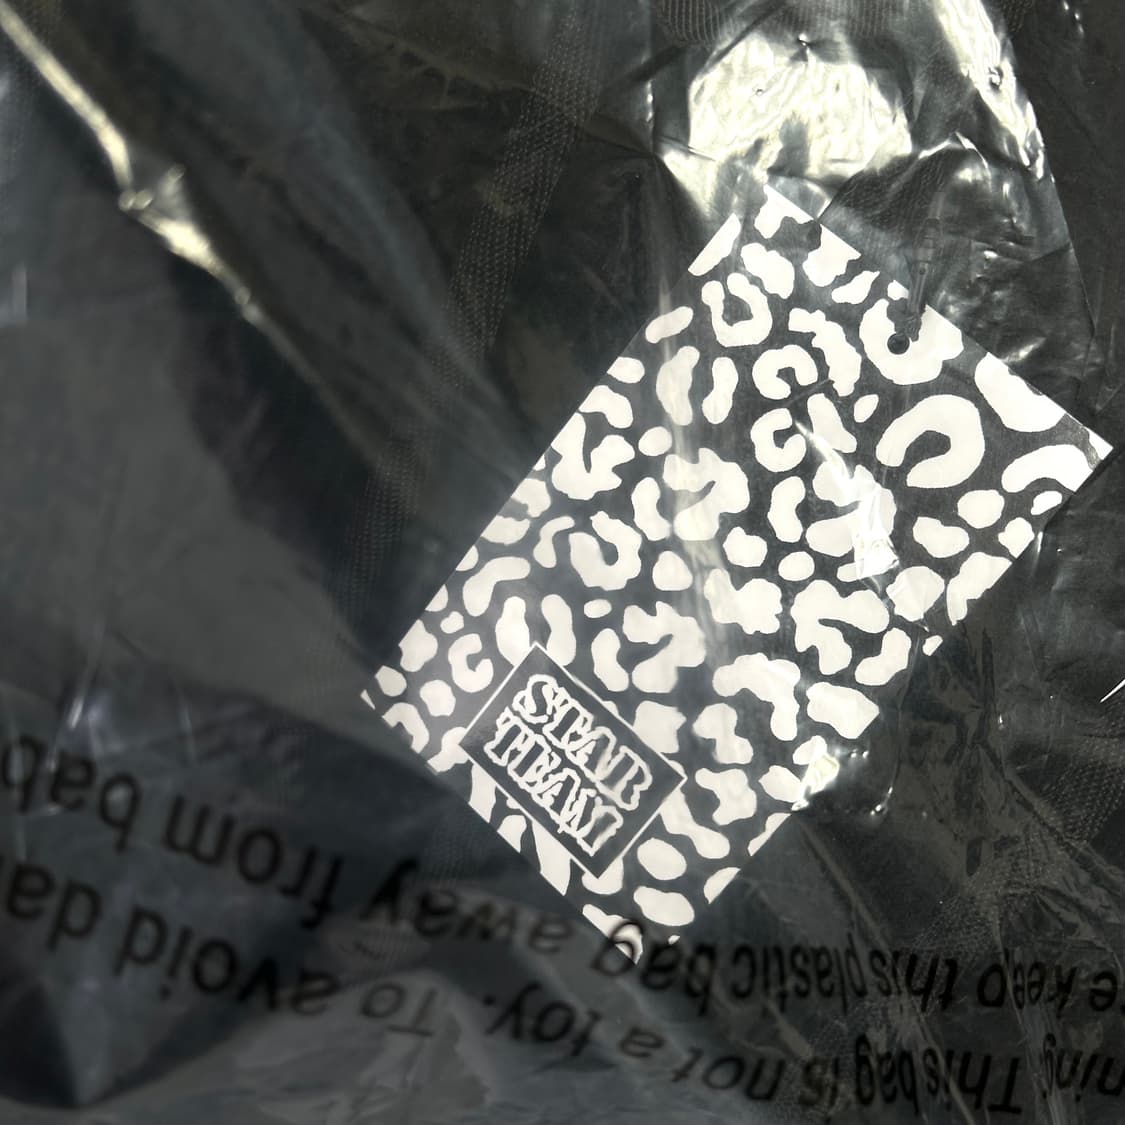 STAR
TEAM
ning. This bag is not a toy. To avoid da
e keep this plastic bag away from bab